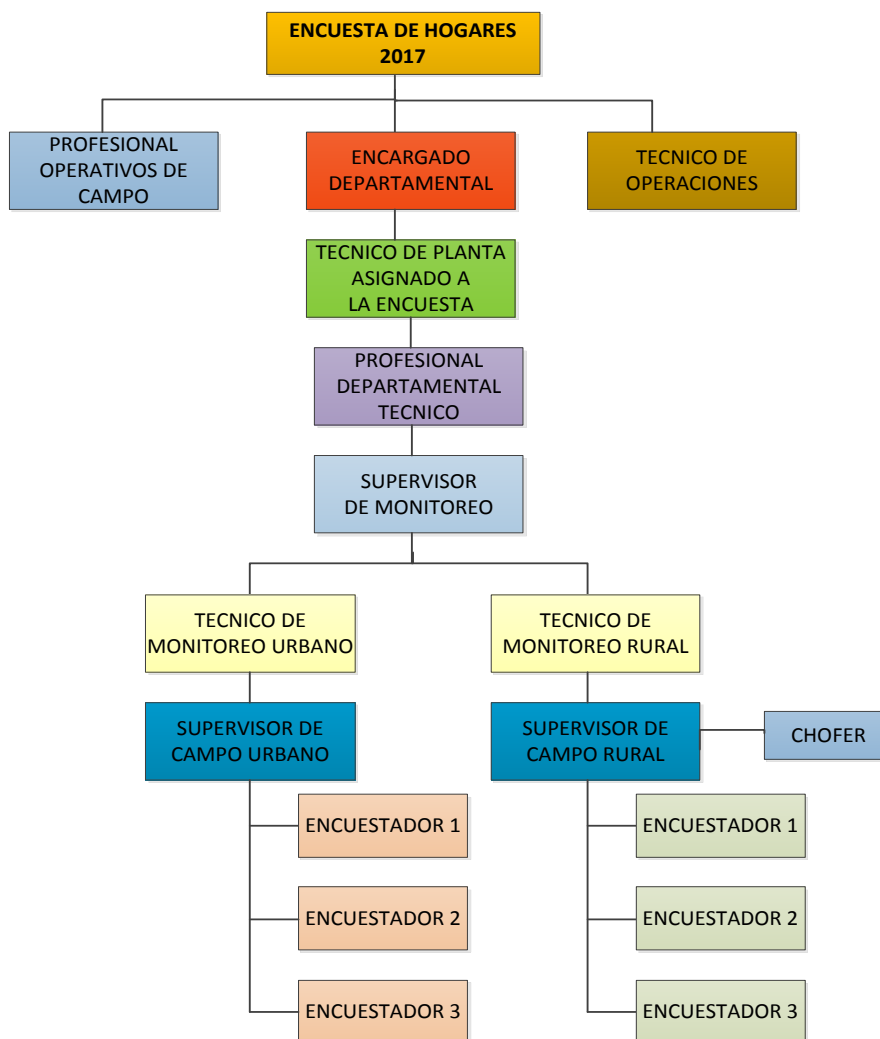 ENCUESTA DE HOGARES
2017
PROFESIONAL
OPERATIVOS DE
CAMPO
ENCARGADO
DEPARTAMENTAL
TECNICO DE
OPERACIONES
TECNICO DE PLANTA
ASIGNADO A
LA ENCUESTA
PROFESIONAL
DEPARTAMENTAL
TECNICO
SUPERVISOR
DE MONITOREO
TECNICO DE
MONITOREO URBANO
TECNICO DE
MONITOREO RURAL
SUPERVISOR DE
CAMPO URBANO
SUPERVISOR DE
CAMPO RURAL
CHOFER
ENCUESTADOR 1
ENCUESTADOR 1
ENCUESTADOR 2
ENCUESTADOR 2
ENCUESTADOR 3
ENCUESTADOR 3